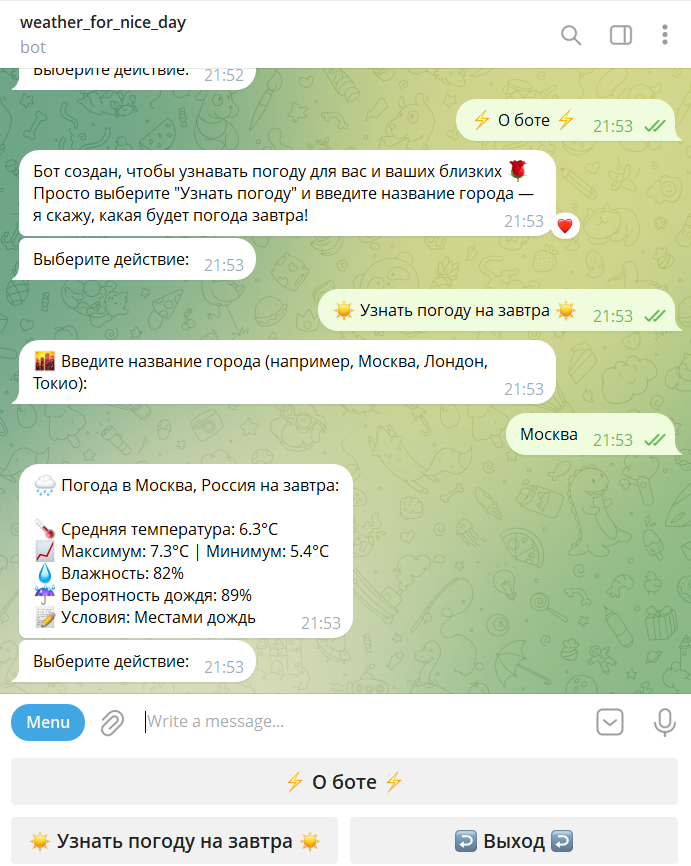 weather_for_nice_day
bot
Выберите действие: 21:52
⚡ О боте ⚡ 21:53
Бот создан, чтобы узнавать погоду для вас и ваших близких 🌹
Просто выберите "Узнать погоду" и введите название города —
я скажу, какая будет погода завтра! 21:53
Выберите действие: 21:53
☀️ Узнать погоду на завтра ☀️ 21:53
🌇 Введите название города (например, Москва, Лондон,
Токио): 21:53
Москва 21:53
🌧️ Погода в Москва, Россия на завтра:
🌡️ Средняя температура: 6.3°C
📈 Максимум: 7.3°C | Минимум: 5.4°C
💧 Влажность: 82%
☔ Вероятность дождя: 89%
📝 Условия: Местами дождь 21:53
Выберите действие: 21:53
Menu Write a message...
⚡ О боте ⚡
☀️ Узнать погоду на завтра ☀️
↩️ Выход ↩️